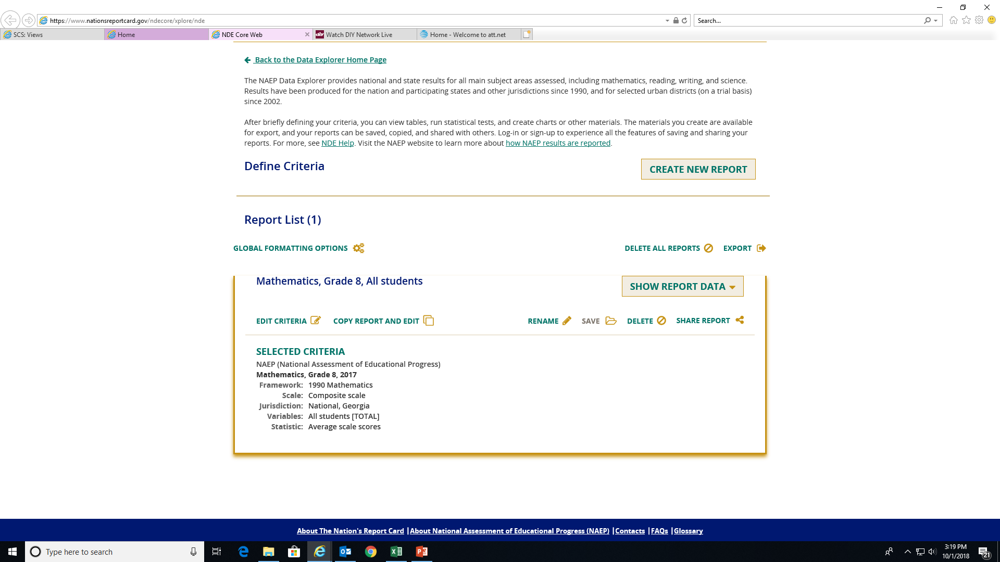 https://www.nationsreportcard.gov/ndecore/xplore/nde
Search...
SCS: Views
Home
NDE Core Web
diy Watch DIY Network Live
Home - Welcome to att.net
Back to the Data Explorer Home Page
The NAEP Data Explorer provides national and state results for all main subject areas assessed, including mathematics, reading, writing, and science.
Results have been produced for the nation and participating states and other jurisdictions since 1990, and for selected urban districts (on a trial basis)
since 2002.
After briefly defining your criteria, you can view tables, run statistical tests, and create charts or other materials. The materials you create are available
for export, and your reports can be saved, copied, and shared with others. Log-in or sign-up to experience all the features of saving and sharing your
reports. For more, see NDE Help. Visit the NAEP website to learn more about how NAEP results are reported.
Define Criteria
CREATE NEW REPORT
Report List (1)
GLOBAL FORMATTING OPTIONS
DELETE ALL REPORTS
EXPORT
Mathematics, Grade 8, All students
SHOW REPORT DATA
EDIT CRITERIA
COPY REPORT AND EDIT
RENAME
SAVE
DELETE
SHARE REPORT
SELECTED CRITERIA
NAEP (National Assessment of Educational Progress)
Mathematics, Grade 8, 2017
Framework: 1990 Mathematics
Scale: Composite scale
Jurisdiction: National, Georgia
Variables: All students [TOTAL]
Statistic: Average scale scores
About The Nation's Report Card |About National Assessment of Educational Progress (NAEP) |Contacts |FAQs |Glossary
Type here to search
3:19 PM
10/1/2018
21